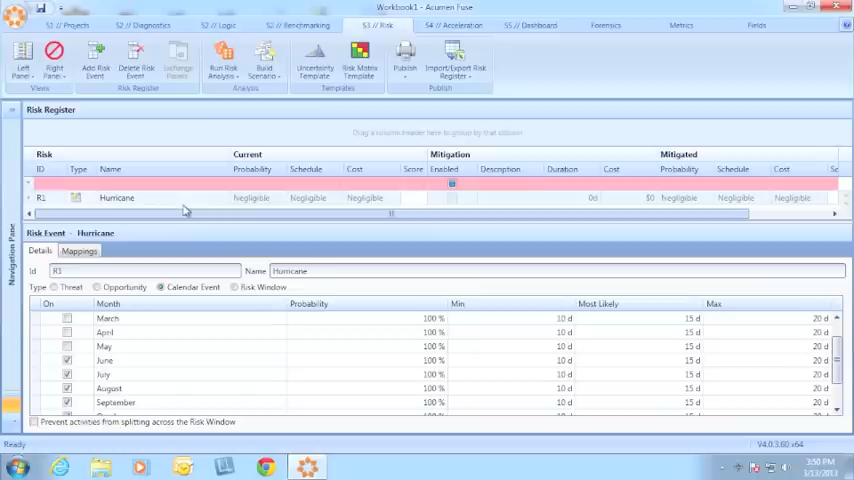 Workbook1 - Acumen Fuse
S1 // Projects S2 // Diagnostics S2 // Logic S2 // Benchmarking S3 // Risk S4 // Acceleration S5 // Dashboard Forensics Metrics Fields
Left Panel Right Panel Add Risk Event Delete Risk Event Exchange Panels Run Risk Analysis Build Scenario Uncertainty Template Risk Matrix Template Publish Import/Export Risk Register
Views Risk Register Analysis Templates Publish
Risk Register
Drag a column header here to group by that column
Risk Current Mitigation Mitigated
ID Type Name Probability Schedule Cost Score Enabled Description Duration Cost Probability Schedule Cost Sc
R1 Hurricane Negligible Negligible Negligible 0d $0 Negligible Negligible Negligible
Risk Event - Hurricane
Details Mappings
Id R1 Name Hurricane
Type Threat Opportunity Calendar Event Risk Window
On Month Probability Min Most Likely Max
March 100 % 10 d 15 d 20 d
April 100 % 10 d 15 d 20 d
May 100 % 10 d 15 d 20 d
June 100 % 10 d 15 d 20 d
July 100 % 10 d 15 d 20 d
August 100 % 10 d 15 d 20 d
September 100 % 10 d 15 d 20 d
Prevent activities from splitting across the Risk Window
Navigation Pane
Ready V4.0.3.60 x64
3:50 PM
3/13/2013